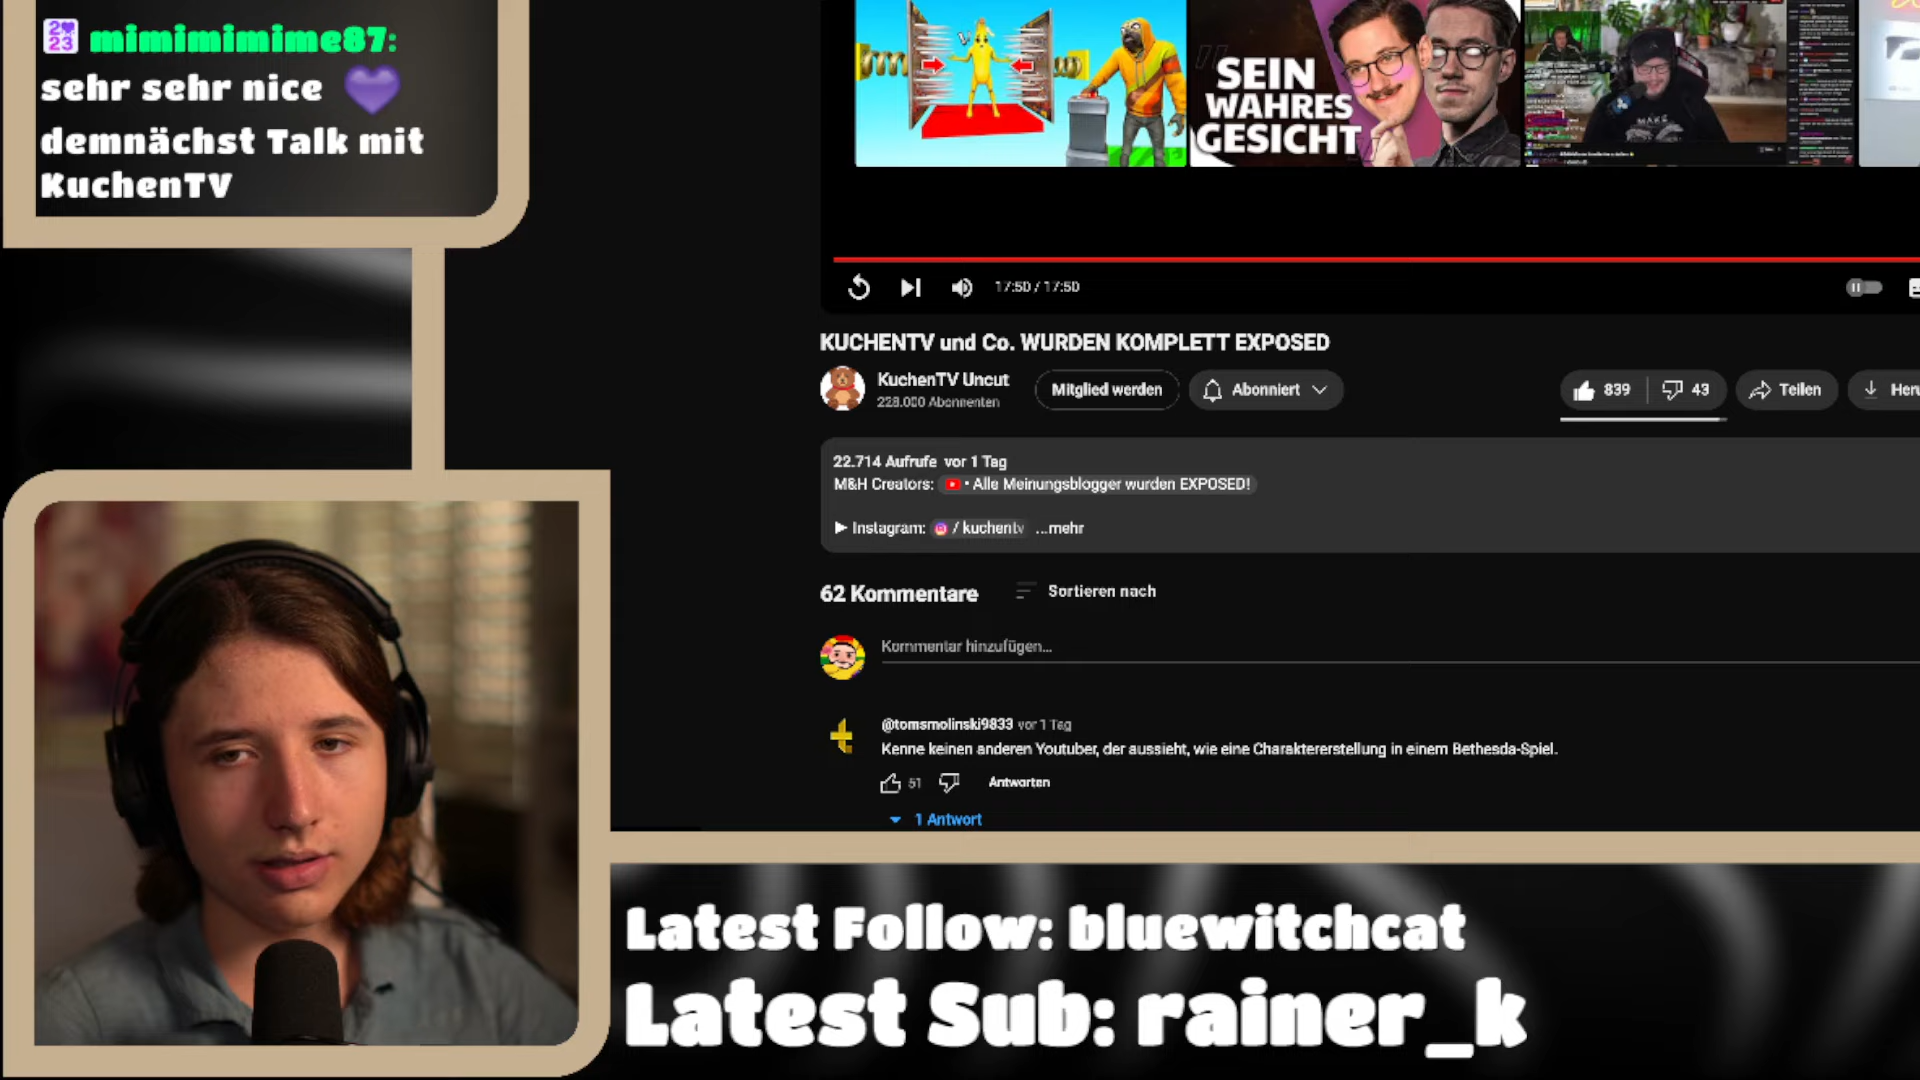 mimimimime87:
sehr sehr nice
demnächst Talk mit
KuchenTV
SEIN
WAHRES
GESICHT
17:50 / 17:50
KUCHENTV und Co. WURDEN KOMPLETT EXPOSED
KuchenTV Uncut
228.000 Abonnenten
Mitglied werden
Abonniert
839
43
Teilen
22.714 Aufrufe vor 1 Tag
M&H Creators: • Alle Meinungsblogger wurden EXPOSED!
▶ Instagram: / kuchentv ...mehr
62 Kommentare
Sortieren nach
Kommentar hinzufügen...
@tomsmolinski9833 vor 1 Tag
Kenne keinen anderen Youtuber, der aussieht, wie eine Charaktererstellung in einem Bethesda-Spiel.
51
Antworten
1 Antwort
Latest Follow: bluewitchcat
Latest Sub: rainer_k